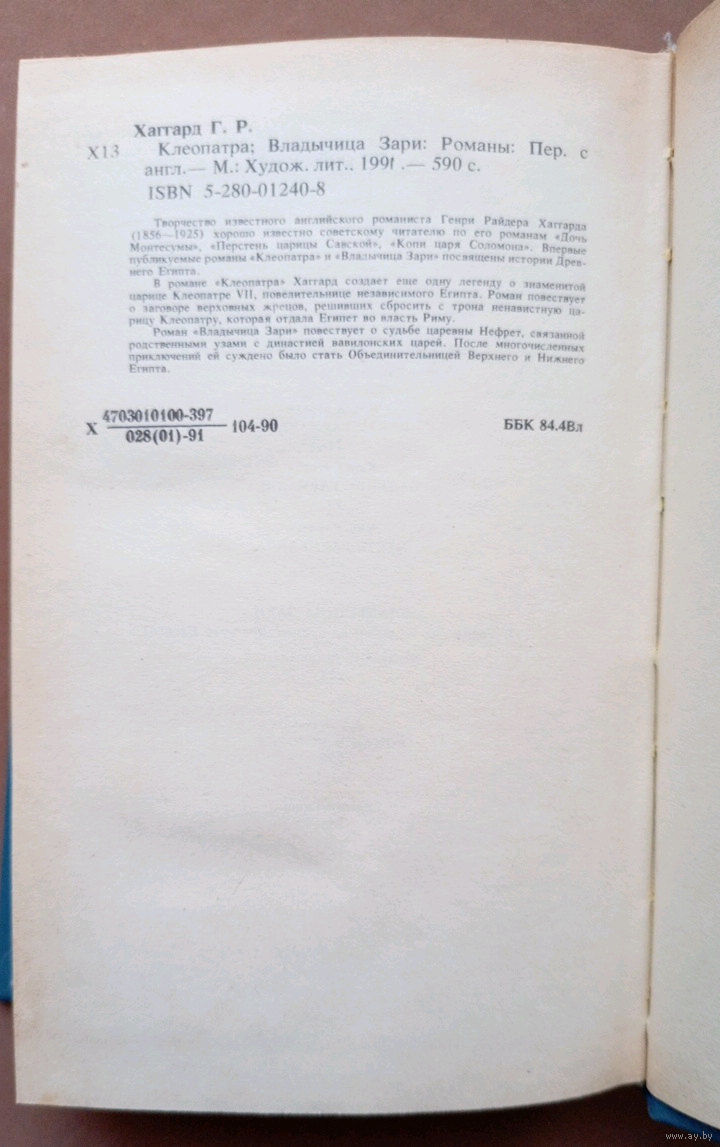 Хаггард Г. Р.
Х13 Клеопатра; Владычица Зари: Романы: Пер. с
англ.— М.: Худож. лит., 1991 .— 590 с.
ISBN 5-280-01240-8
Творчество известного английского романиста Генри Райдера Хаггарда
(1856—1925) хорошо известно советскому читателю по его романам «Дочь
Монтесумы», «Перстень царицы Савской», «Копи царя Соломона». Впервые
публикуемые романы «Клеопатра» и «Владычица Зари» посвящены истории Древ-
него Египта.
В романе «Клеопатра» Хаггард создает еще одну легенду о знаменитой
царице Клеопатре VII, повелительнице независимого Египта. Роман повествует
о заговоре верховных жрецов, решивших сбросить с трона ненавистную ца-
рицу Клеопатру, которая отдала Египет во власть Риму.
Роман «Владычица Зари» повествует о судьбе царевны Нефрет, связанной
родственными узами с династией вавилонских царей. После многочисленных
приключений ей суждено было стать Объединительницей Верхнего и Нижнего
Египта.
Х 4703010100-397
028(01)-91 104-90 ББК 84.4Вл
www.ay.by